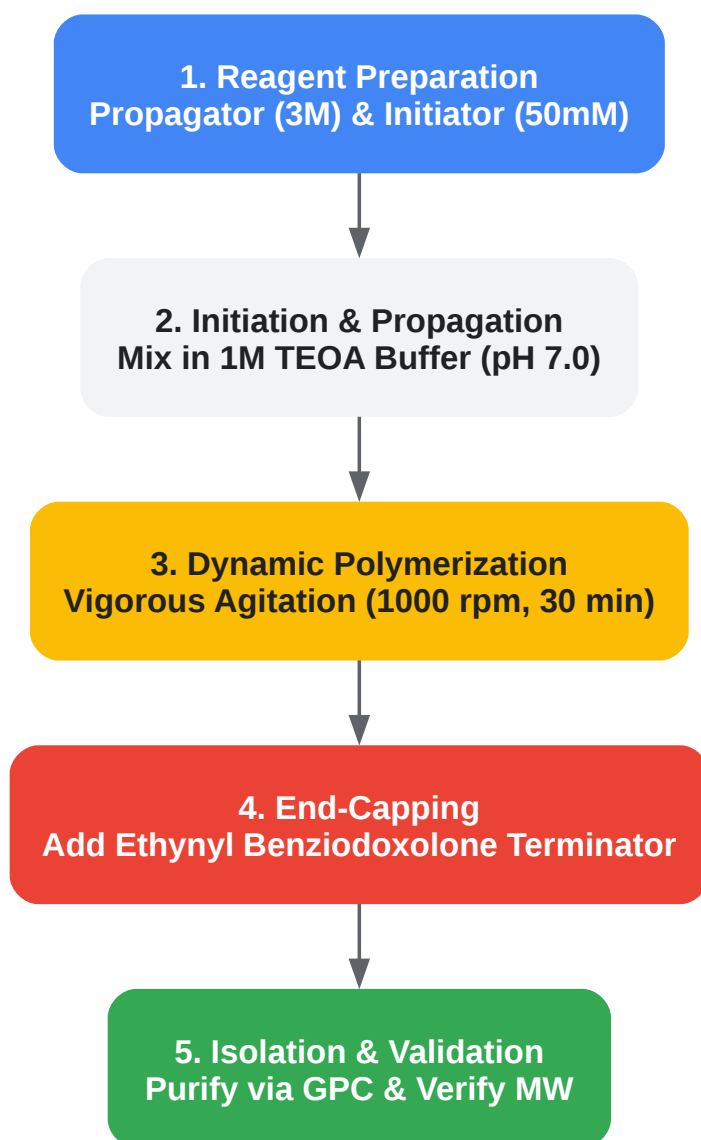 1. Reagent Preparation
Propagator (3M) & Initiator (50mM)
2. Initiation & Propagation
Mix in 1M TEOA Buffer (pH 7.0)
3. Dynamic Polymerization
Vigorous Agitation (1000 rpm, 30 min)
4. End-Capping
Add Ethynyl Benziodoxolone Terminator
5. Isolation & Validation
Purify via GPC & Verify MW